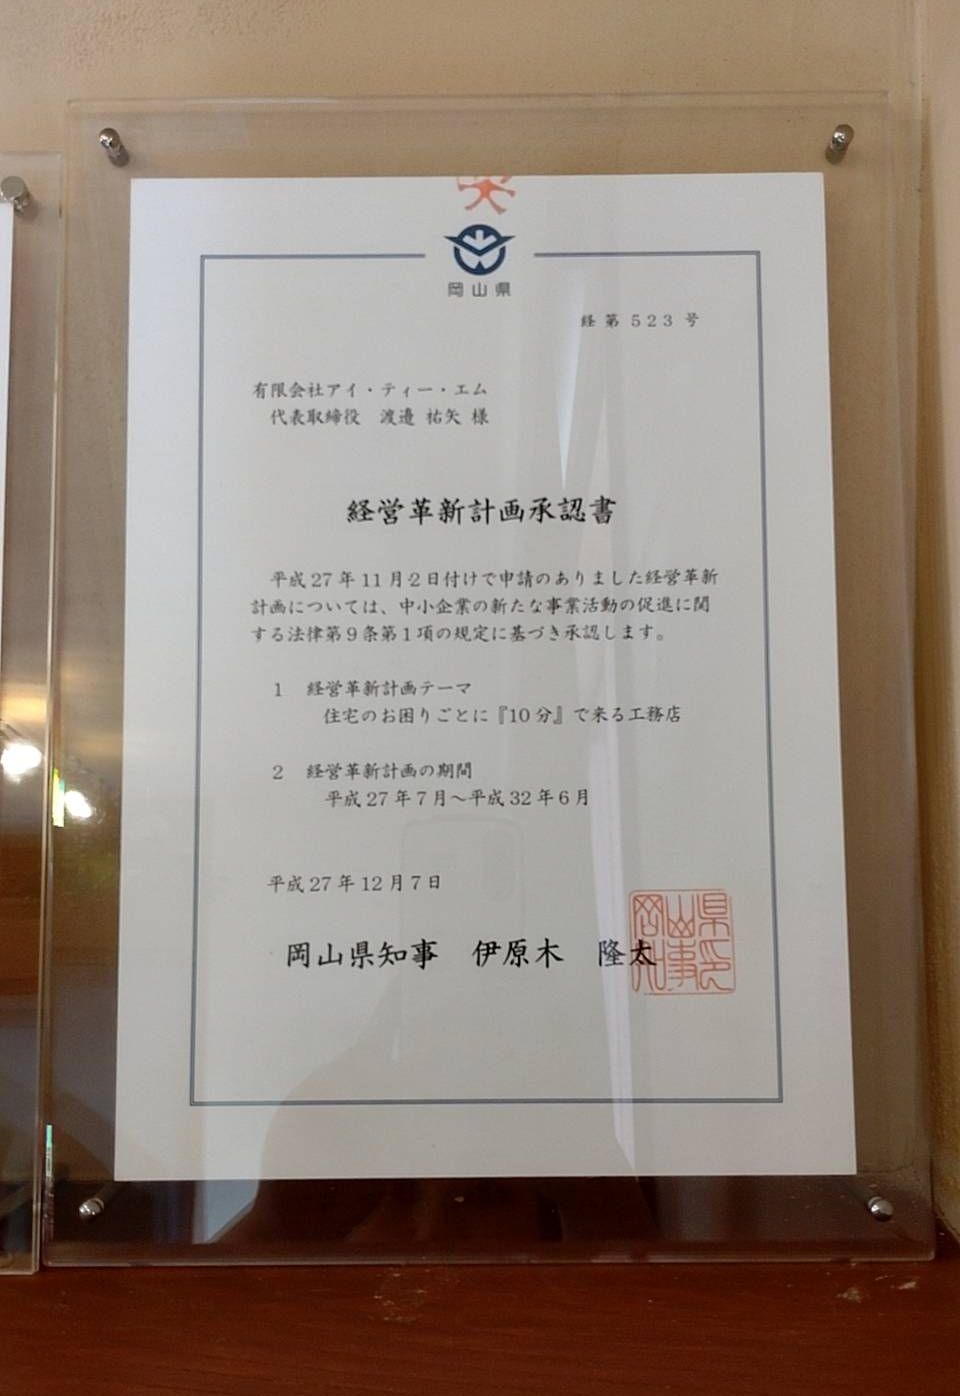 岡山県
経第523号
有限会社アイ・ティー・エム
代表取締役 渡邉 祐矢 様
経営革新計画承認書
平成27年11月2日付けで申請のありました経営革新
計画については、中小企業の新たな事業活動の促進に関
する法律第9条第1項の規定に基づき承認します。
1 経営革新計画テーマ
住宅のお困りごとに『10分』で来る工務店
2 経営革新計画の期間
平成27年7月～平成32年6月
平成27年12月7日
岡山県知事 伊原木 隆太
岡山県知事印